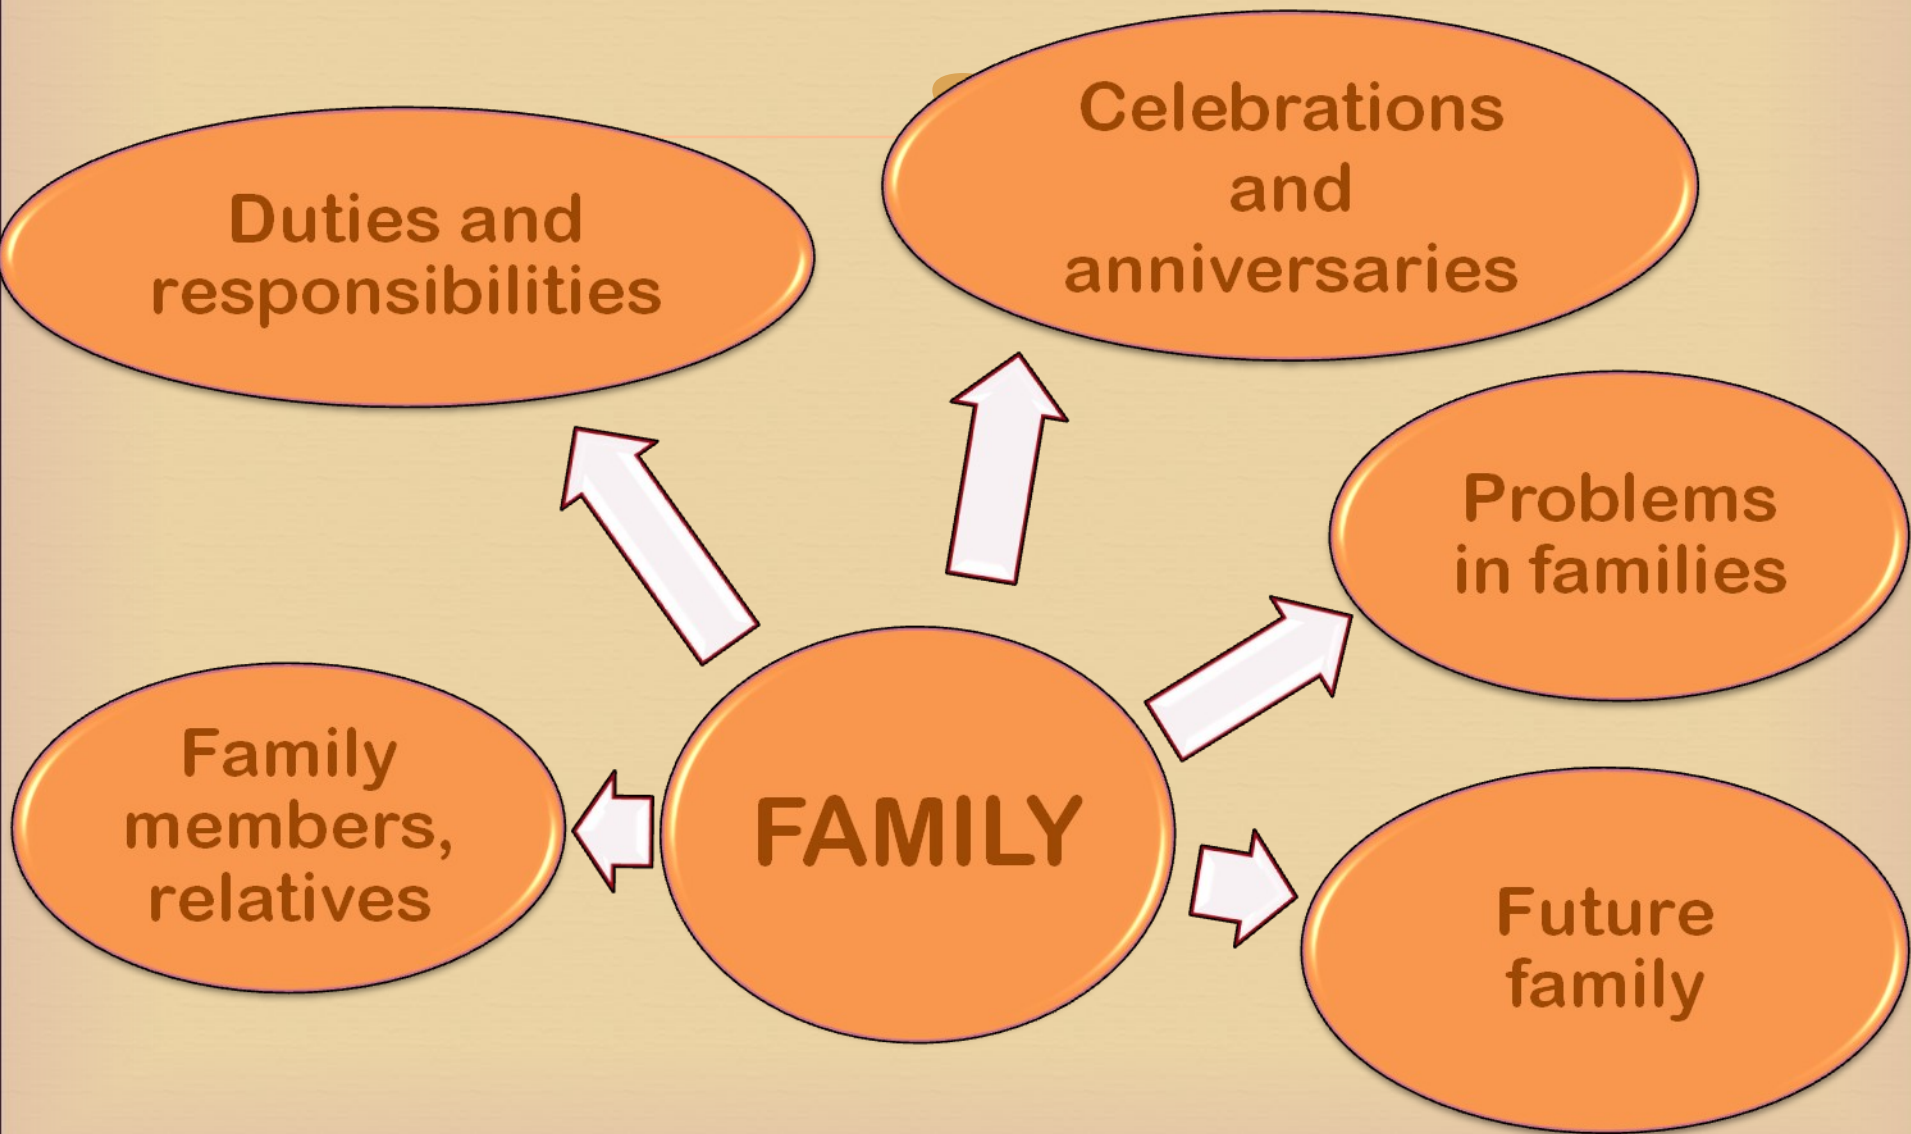 Celebrations
and
anniversaries
Duties and
responsibilities
Problems
in families
Family
members,
relatives
FAMILY
Future
family